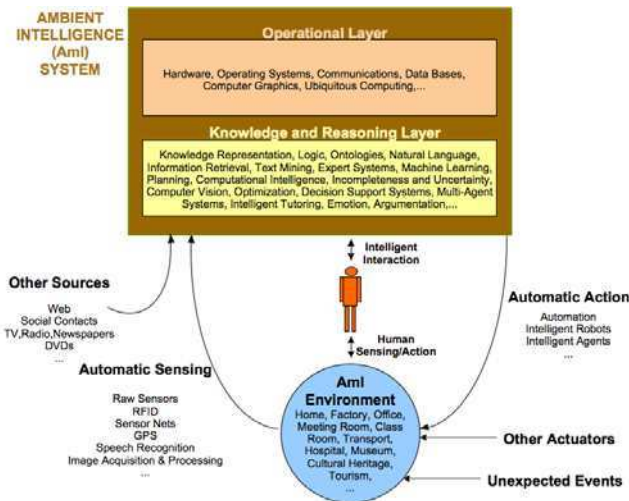 AMBIENT
INTELLIGENCE
(AmI)
SYSTEM
Operational Layer
Hardware, Operating Systems, Communications, Data Bases,
Computer Graphics, Ubiquitous Computing,...
Knowledge and Reasoning Layer
Knowledge Representation, Logic, Ontologies, Natural Language,
Information Retrieval, Text Mining, Expert Systems, Machine Learning,
Planning, Computational Intelligence, Incompleteness and Uncertainty,
Computer Vision, Optimization, Decision Support Systems, Multi-Agent
Systems, Intelligent Tutoring, Emotion, Argumentation,...
Intelligent
Interaction
Other Sources
Web
Social Contacts
TV,Radio,Newspapers
DVDs
...
Automatic Action
Automation
Intelligent Robots
Intelligent Agents
...
Human
Sensing/Action
Automatic Sensing
Raw Sensors
RFID
Sensor Nets
GPS
Speech Recognition
Image Acquisition & Processing
...
AmI
Environment
Home, Factory, Office,
Meeting Room, Class
Room, Transport,
Hospital, Museum,
Cultural Heritage,
Tourism,
...
Other Actuators
Unexpected Events